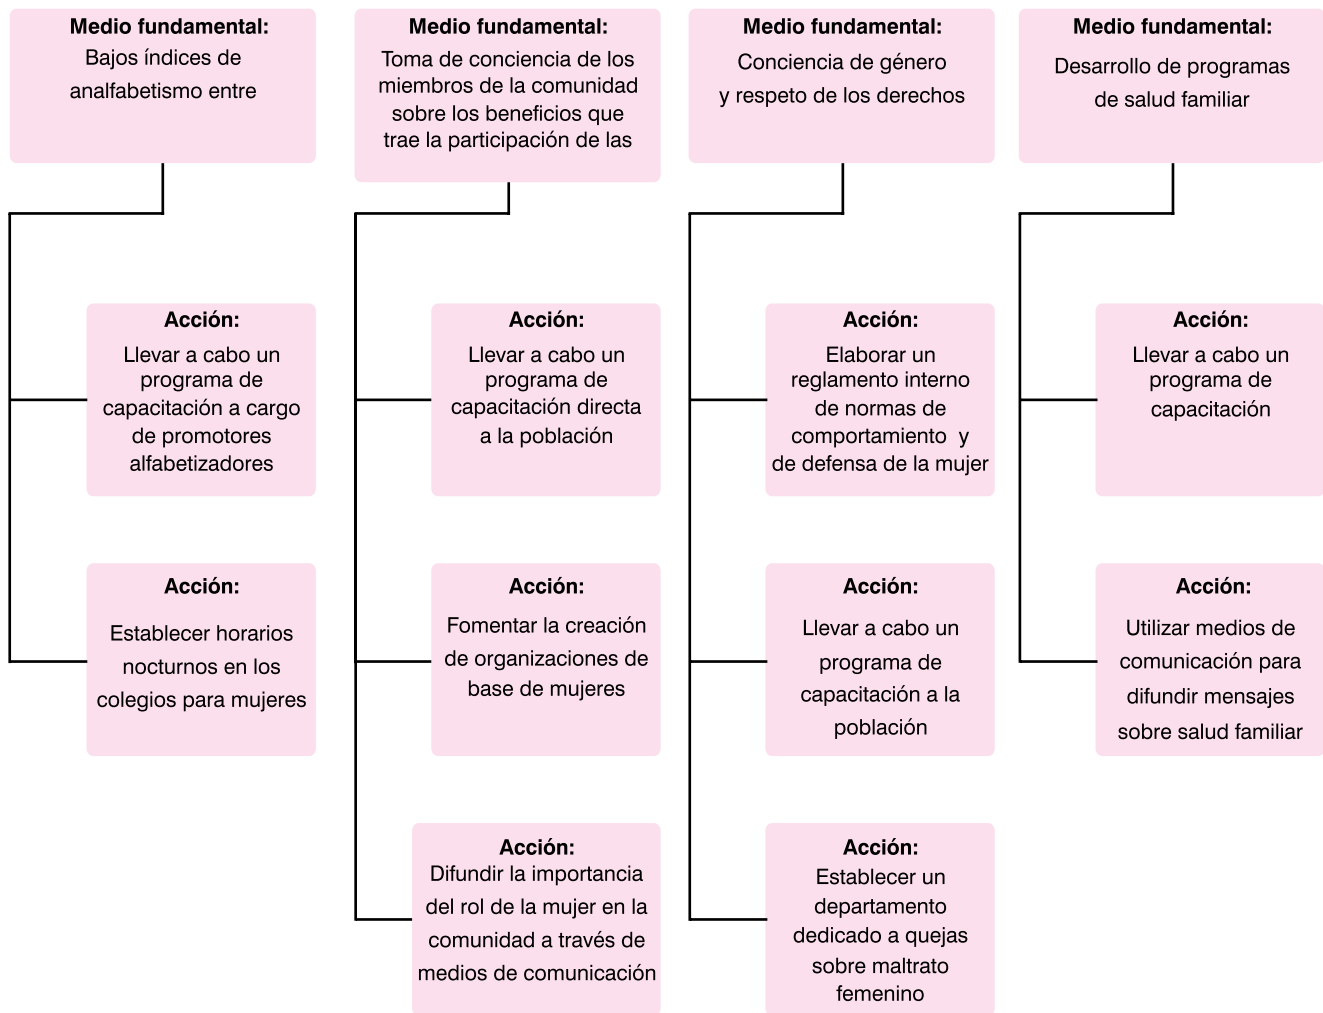 Medio fundamental:
Bajos índices de
analfabetismo entre
Medio fundamental:
Toma de conciencia de los
miembros de la comunidad
sobre los beneficios que
trae la participación de las
Medio fundamental:
Conciencia de género
y respeto de los derechos
Medio fundamental:
Desarrollo de programas
de salud familiar
Acción:
Llevar a cabo un
programa de
capacitación a cargo
de promotores
alfabetizadores
Acción:
Llevar a cabo un
programa de
capacitación directa
a la población
Acción:
Elaborar un
reglamento interno
de normas de
comportamiento  y
de defensa de la mujer
Acción:
Llevar a cabo un
programa de
capacitación
Acción:
Establecer horarios
nocturnos en los
colegios para mujeres
Acción:
Fomentar la creación
de organizaciones de
base de mujeres
Acción:
Llevar a cabo un
programa de
capacitación a la
población
Acción:
Utilizar medios de
comunicación para
difundir mensajes
sobre salud familiar
Acción:
Difundir la importancia
del rol de la mujer en la
comunidad a través de
medios de comunicación
Acción:
Establecer un
departamento
dedicado a quejas
sobre maltrato
femenino